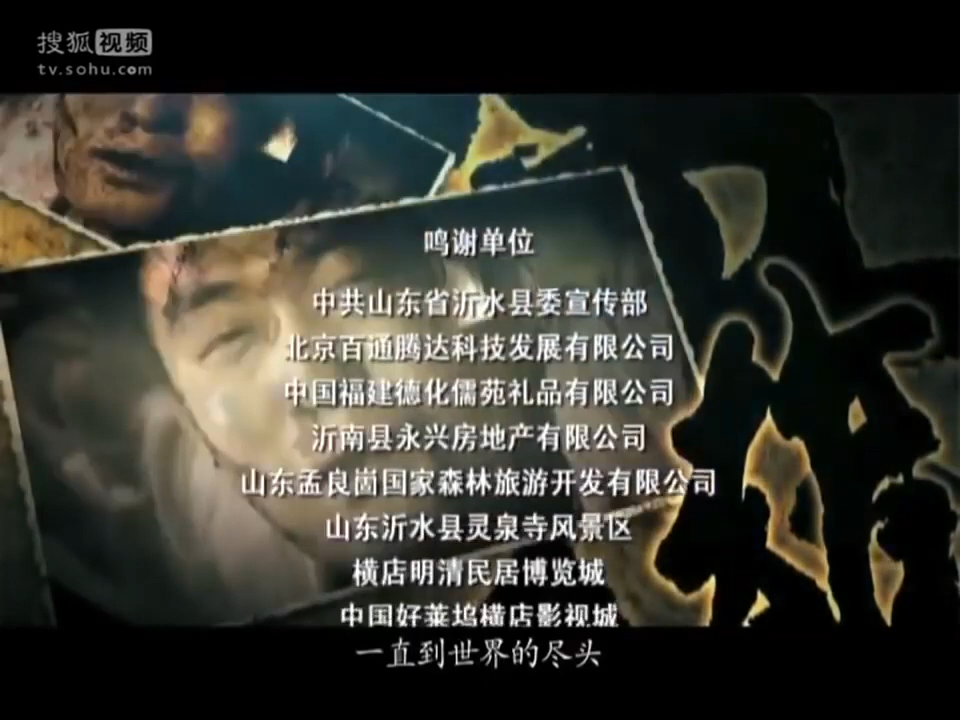 搜狐视频
tv.sohu.com
鸣谢单位
中共山东省沂水县委宣传部
北京百通腾达科技发展有限公司
中国福建德化儒苑礼品有限公司
沂南县永兴房地产有限公司
山东孟良崮国家森林旅游开发有限公司
山东沂水县灵泉寺风景区
横店明清民居博览城
中国好莱坞横店影视城
一直到世界的尽头